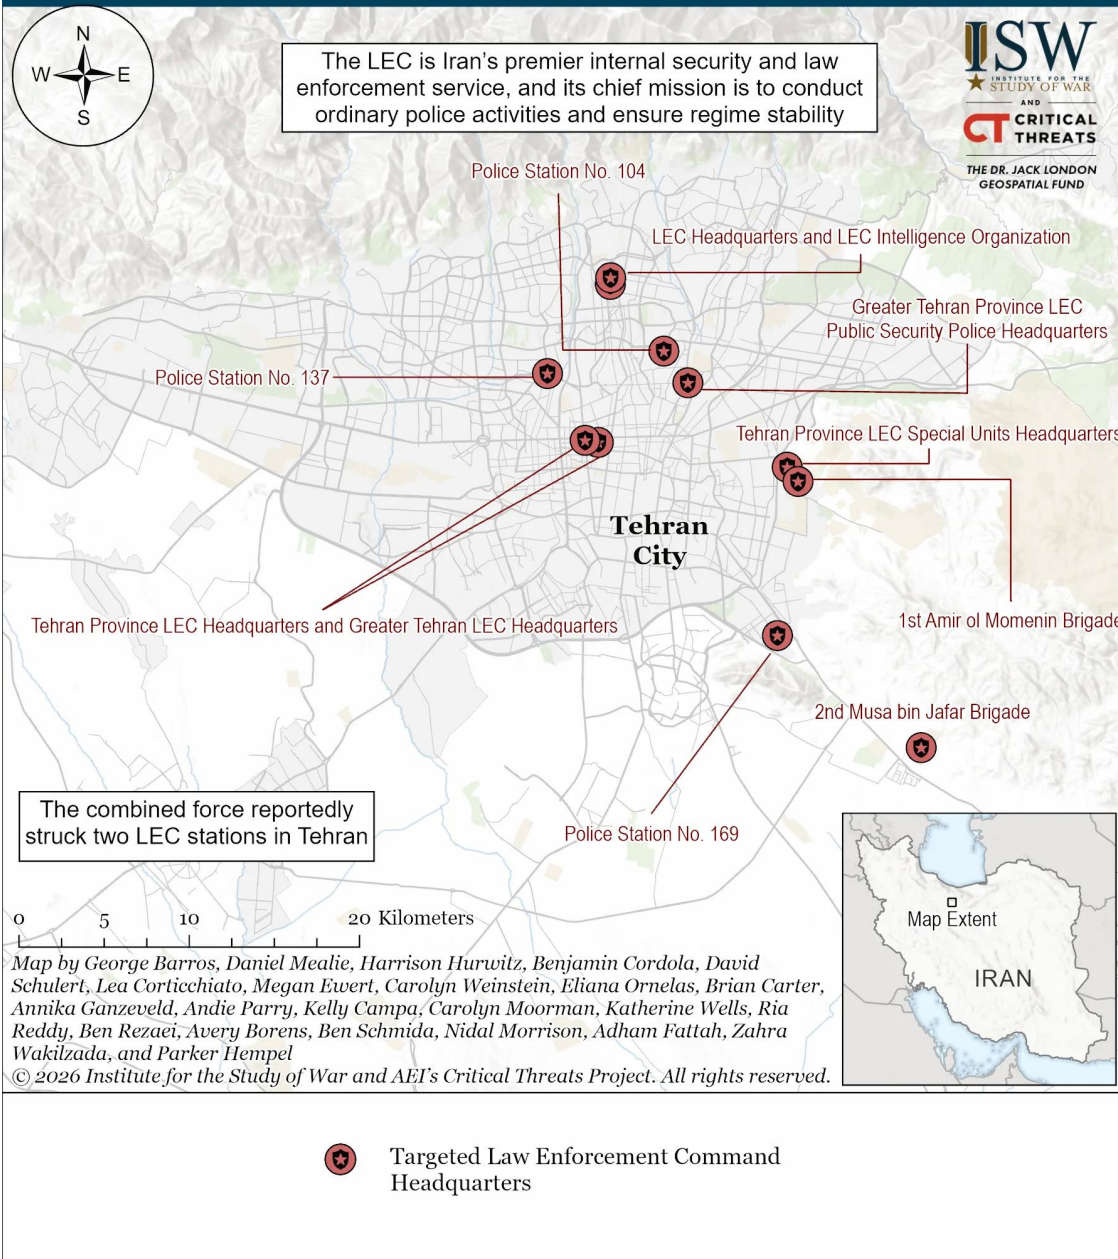 N
W
E
S
The LEC is Iran's premier internal security and law
enforcement service, and its chief mission is to conduct
ordinary police activities and ensure regime stability
ISW
INSTITUTE FOR THE
STUDY OF WAR
AND
CT CRITICAL
THREATS
THE DR. JACK LONDON
GEOSPATIAL FUND
Police Station No. 104
LEC Headquarters and LEC Intelligence Organization
Greater Tehran Province LEC
Public Security Police Headquarters
Police Station No. 137
Tehran Province LEC Special Units Headquarters
Tehran
City
1st Amir ol Momenin Brigade
Tehran Province LEC Headquarters and Greater Tehran LEC Headquarters
2nd Musa bin Jafar Brigade
The combined force reportedly
struck two LEC stations in Tehran
Police Station No. 169
0 5 10 20 Kilometers
Map Extent
IRAN
Map by George Barros, Daniel Mealie, Harrison Hurwitz, Benjamin Cordola, David
Schulert, Lea Corticchiato, Megan Ewert, Carolyn Weinstein, Eliana Ornelas, Brian Carter,
Annika Ganzeveld, Andie Parry, Kelly Campa, Carolyn Moorman, Katherine Wells, Ria
Reddy, Ben Rezaei, Avery Borens, Ben Schmida, Nidal Morrison, Adham Fattah, Zahra
Wakilzada, and Parker Hempel
© 2026 Institute for the Study of War and AEI's Critical Threats Project. All rights reserved.
Targeted Law Enforcement Command
Headquarters